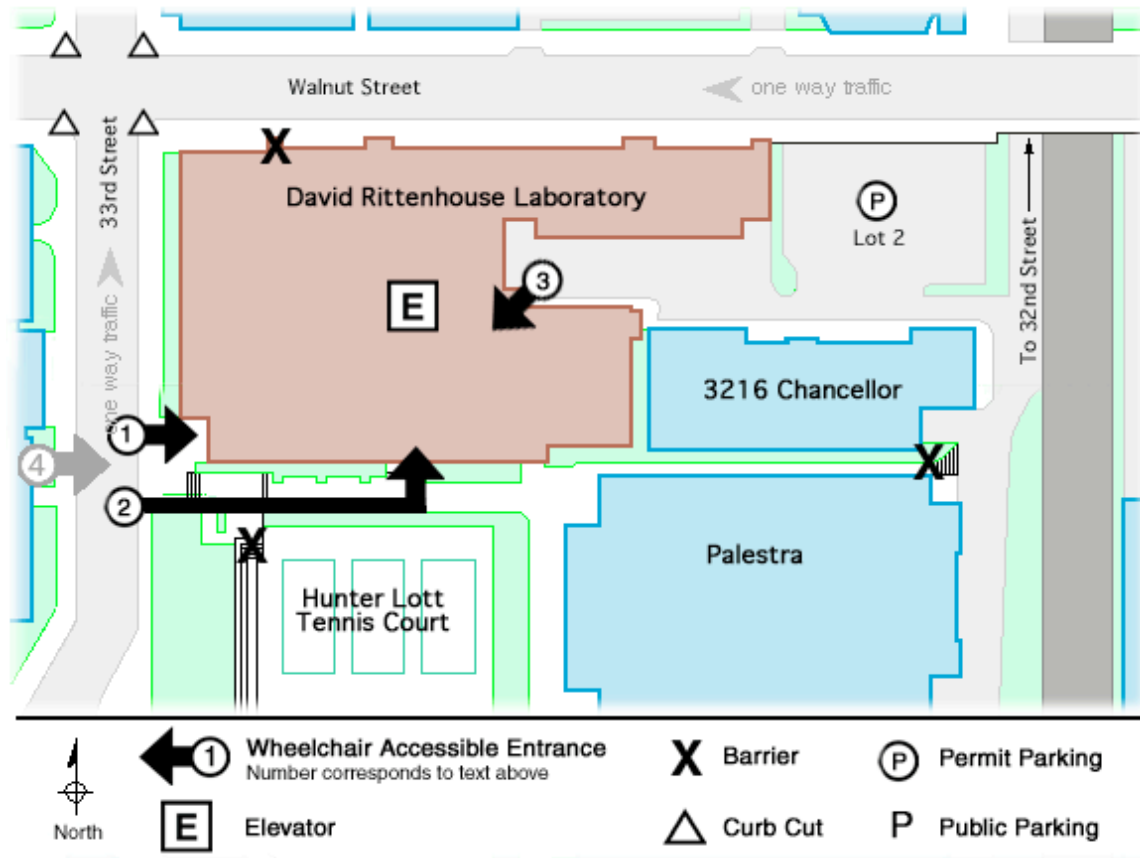 Walnut Street
one way traffic
33rd Street
X
David Rittenhouse Laboratory
P
Lot 2
To 32nd Street
3
E
one way traffic
3216 Chancellor
1
4
X
2
X
Palestra
Hunter Lott
Tennis Court
1
Wheelchair Accessible Entrance
Number corresponds to text above
X
Barrier
P
Permit Parking
North
E
Elevator
Curb Cut
P
Public Parking